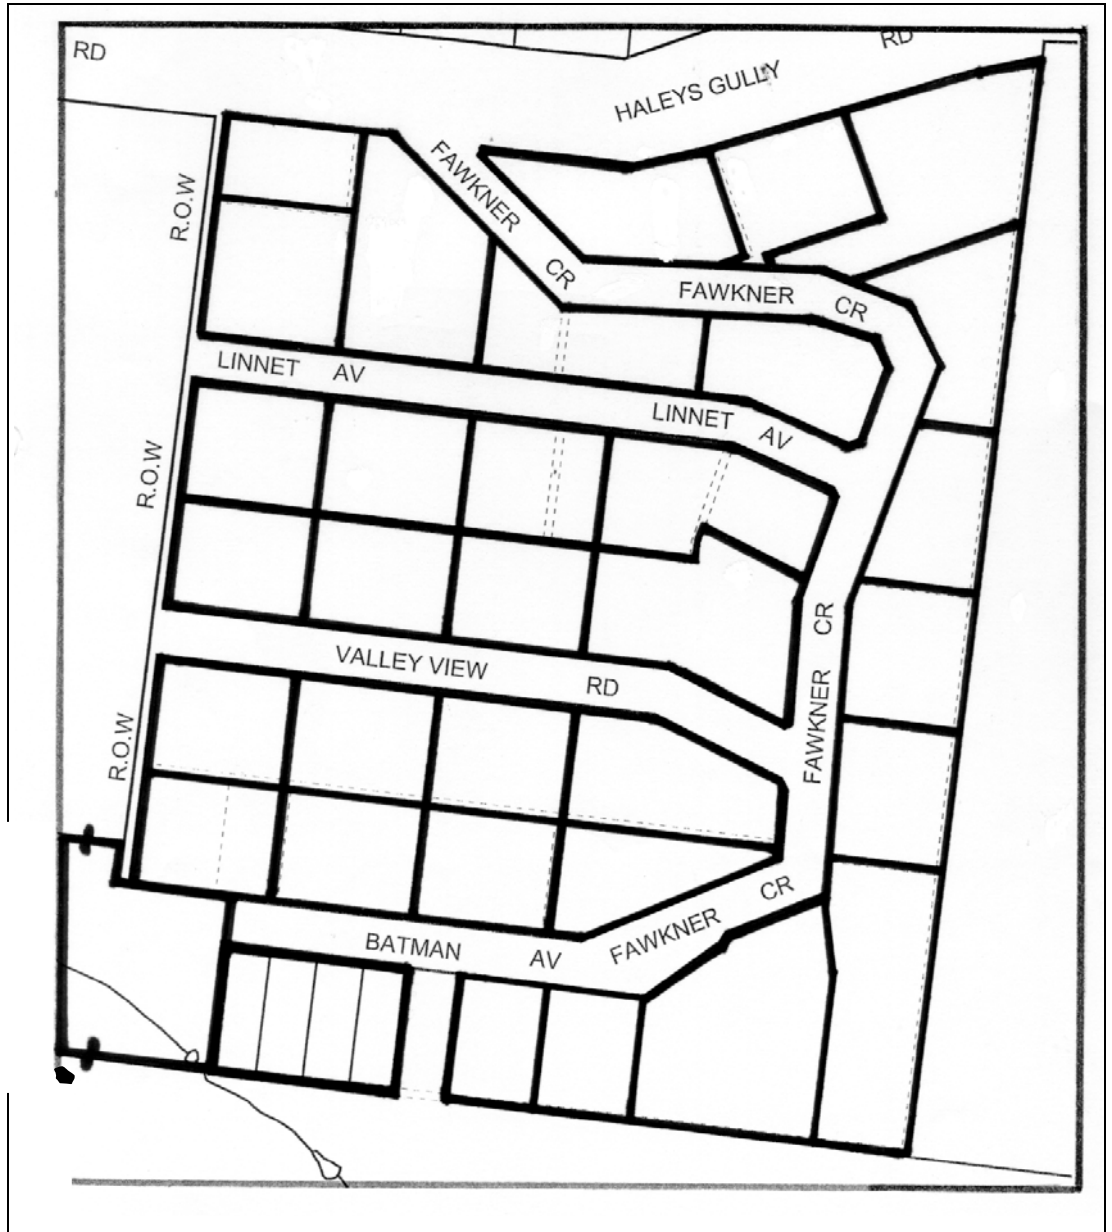 RD
RD
HALEYS GULLY
FAWKNER
CR
R.O.W
FAWKNER
CR
LINNET AV
LINNET AV
R.O.W
CR
FAWKNER
VALLEY VIEW RD
R.O.W
FAWKNER CR
BATMAN AV